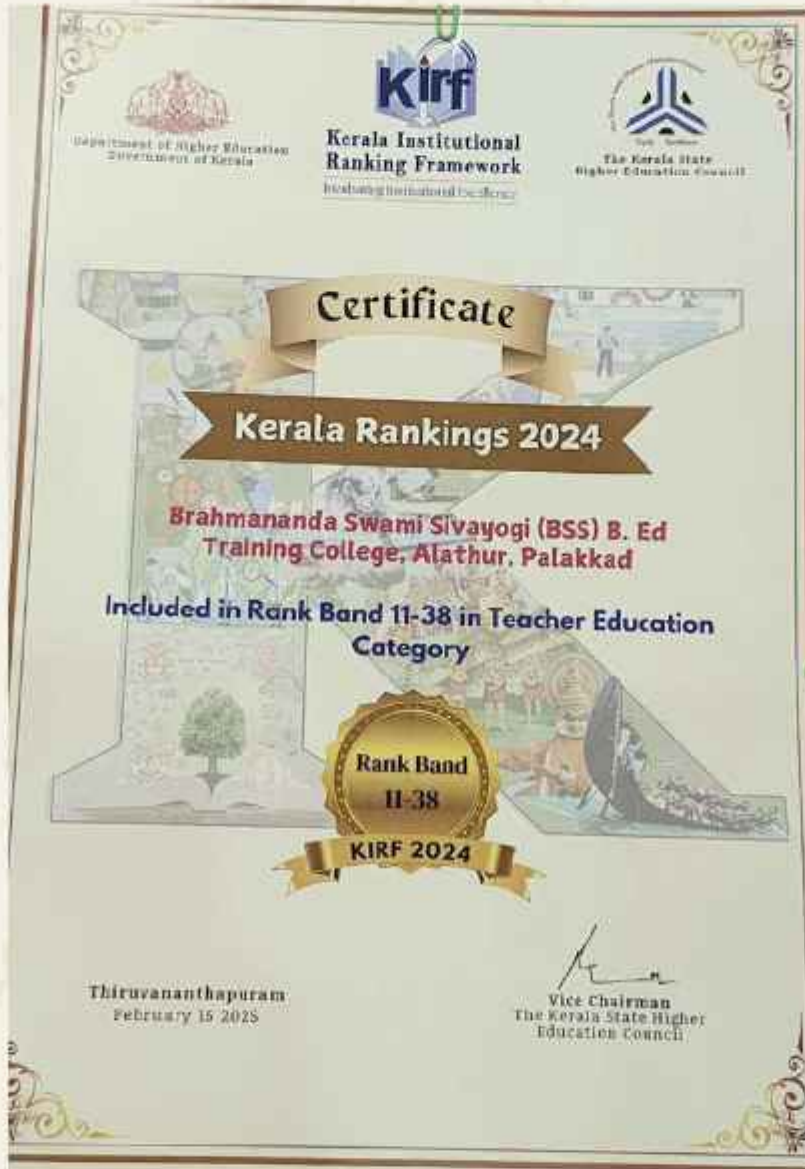 Department of Higher Education
Government of Kerala
Kirf
Kerala Institutional
Ranking Framework
The Kerala State
Higher Education Council
Certificate
Kerala Rankings 2024
Brahmananda Swami Sivayogi (BSS) B. Ed
Training College, Alathur, Palakkad
Included in Rank Band 11-38 in Teacher Education
Category
Rank Band
11-38
KIRF 2024
Thiruvananthapuram
February 15 2025
Vice Chairman
The Kerala State Higher
Education Council